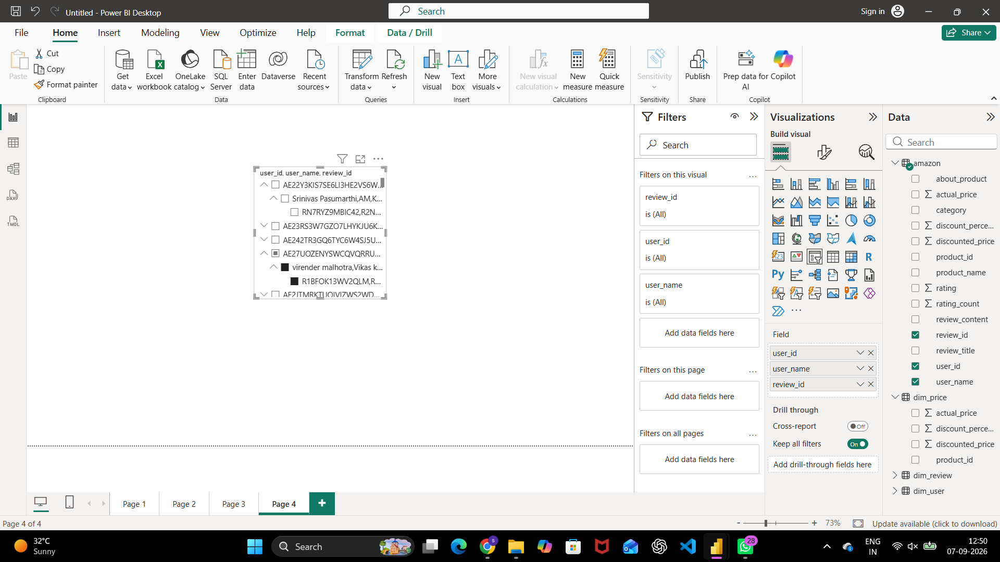 Untitled - Power BI Desktop
Search
Sign in
File
Home
Insert
Modeling
View
Optimize
Help
Format
Data / Drill
Share
Paste
Cut
Copy
Format painter
Clipboard
Get data
Excel workbook
OneLake catalog
SQL Server
Enter data
Dataverse
Recent sources
Data
Transform data
Refresh
Queries
New visual
Text box
More visuals
Insert
New visual calculation
New measure
Quick measure
Calculations
Sensitivity
Sensitivity
Publish
Share
Prep data for AI
Copilot
Copilot
user_id, user_name, review_id
AE22Y3KIS7SE6LI3HE2VS6W...
Srinivas Pasumarthi,AM,K...
RN7RYZ9MBIC42,R2N...
AE23RS3W7GZO7LHYKJU6K...
AE242TR3GQ6TYC6W4SJ5U...
AE27UOZENYSWCQVQRRU...
virender malhotra,Vikas k...
R1BFOK13WV2QLM,R...
AE2JTMRKTUOIVIZWS2WD...
Filters
Search
Filters on this visual
...
review_id
is (All)
user_id
is (All)
user_name
is (All)
Add data fields here
Filters on this page
...
Add data fields here
Filters on all pages
...
Add data fields here
Visualizations
Build visual
123
R
Py
...
Field
user_id
user_name
review_id
Drill through
Cross-report
Off
Keep all filters
On
Add drill-through fields here
Data
Search
amazon
about_product
actual_price
category
discount_perce...
discounted_price
product_id
product_name
rating
rating_count
review_content
review_id
review_title
user_id
user_name
dim_price
actual_price
discount_perce...
discounted_price
product_id
dim_review
dim_user
DAX
TMDL
Page 1
Page 2
Page 3
Page 4
+
Page 4 of 4
- + 73%
Update available (click to download)
32°C
Sunny
Search
28
ENG
IN
12:50
07-09-2026